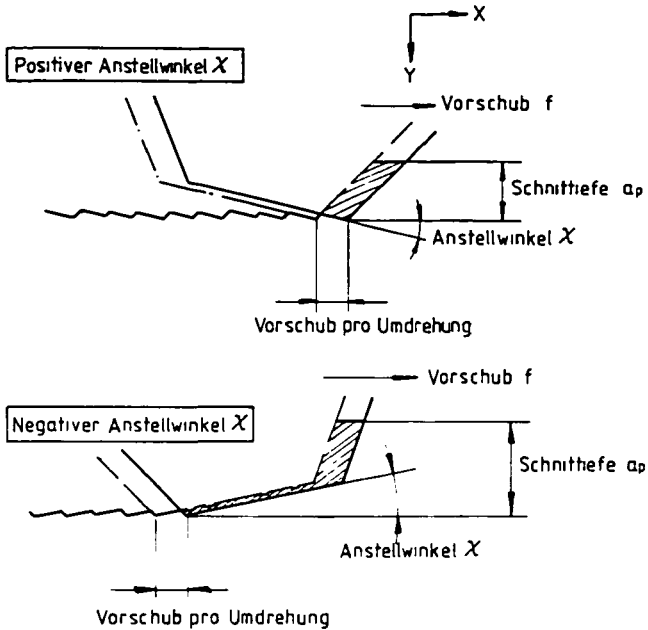 X
Y
Positiver Anstellwinkel χ
Vorschub f
Schnittiefe ap
Anstellwinkel χ
Vorschub pro Umdrehung
Vorschub f
Negativer Anstellwinkel χ
Schnittiefe ap
Anstellwinkel χ
Vorschub pro Umdrehung